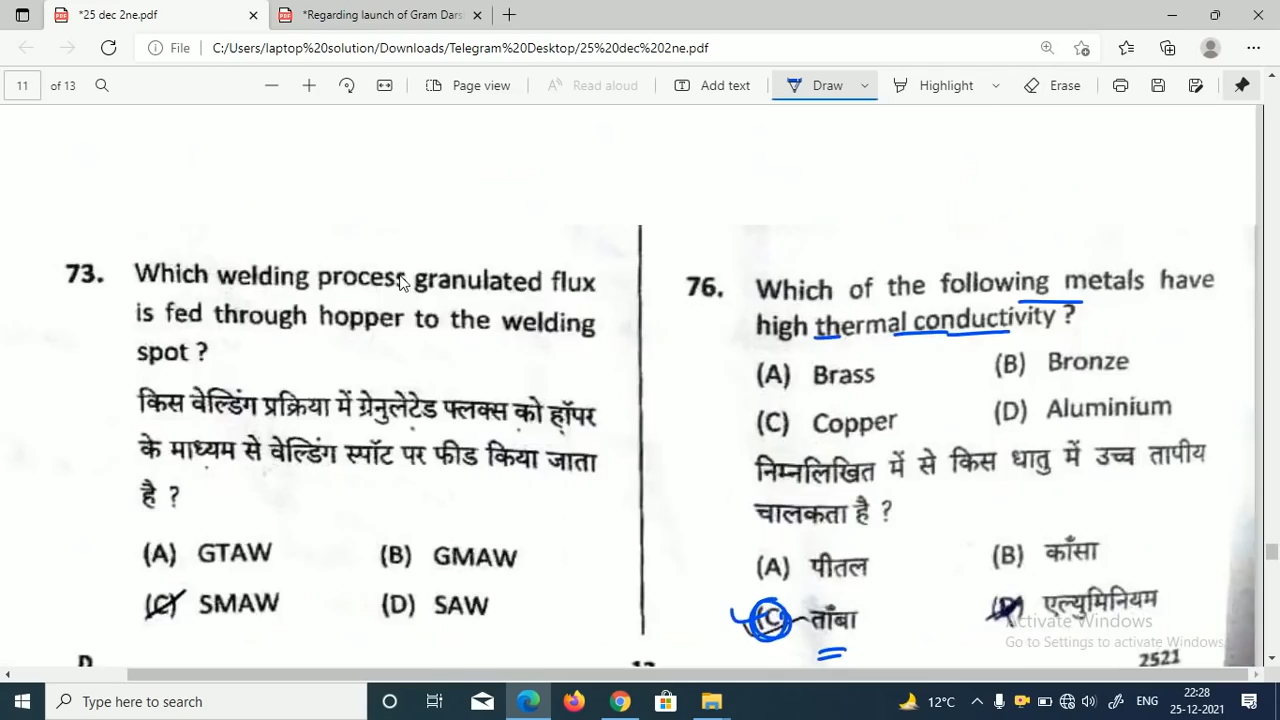 *25 dec 2ne.pdf
*Regarding launch of Gram Dars
File
C:/Users/laptop%20solution/Downloads/Telegram%20Desktop/25%20dec%202ne.pdf
11 of 13
Page view
Read aloud
Add text
Draw
Highlight
Erase
73. Which welding process granulated flux
is fed through hopper to the welding
spot ?
किस वेल्डिंग प्रक्रिया में ग्रेनुलेटेड फ्लक्स को हॉपर
के माध्यम से वेल्डिंग स्पॉट पर फीड किया जाता
है ?
(A) GTAW (B) GMAW
(C) SMAW (D) SAW
D
76. Which of the following metals have
high thermal conductivity ?
(A) Brass (B) Bronze
(C) Copper (D) Aluminium
निम्नलिखित में से किस धातु में उच्च तापीय
चालकता है ?
(A) पीतल (B) काँसा
(C) ताँबा (D) एल्युमिनियम
2521
Activate Windows
Go to Settings to activate Windows.
Type here to search
12°C
ENG
22:28
25-12-2021